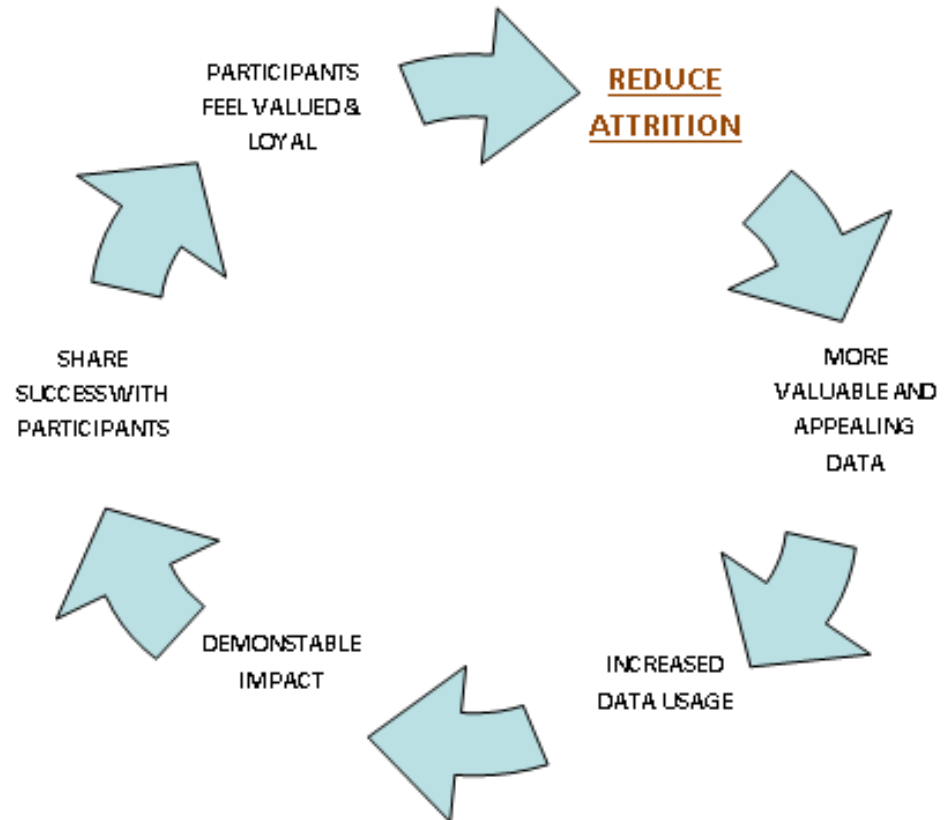 PARTICIPANTS
FEEL VALUED &
LOYAL
REDUCE
ATTRITION
MORE
VALUABLE AND
APPEALING
DATA
INCREASED
DATA USAGE
DEMONSTABLE
IMPACT
SHARE
SUCCESS WITH
PARTICIPANTS